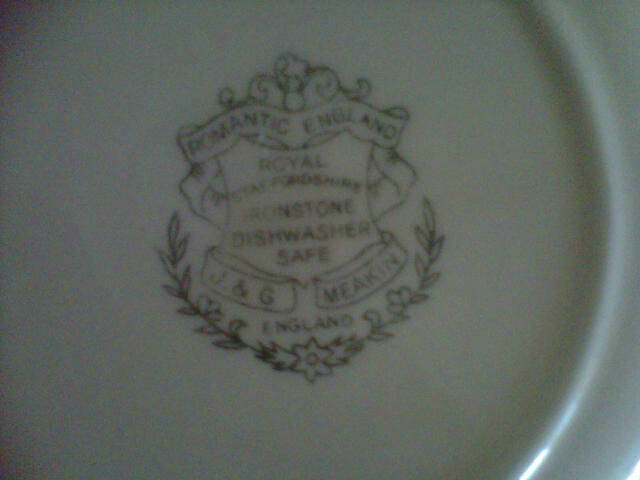 ROMANTIC ENGLAND
ROYAL
STAFFORDSHIRE
IRONSTONE
DISHWASHER
SAFE
J. & G. MEAKIN
ENGLAND